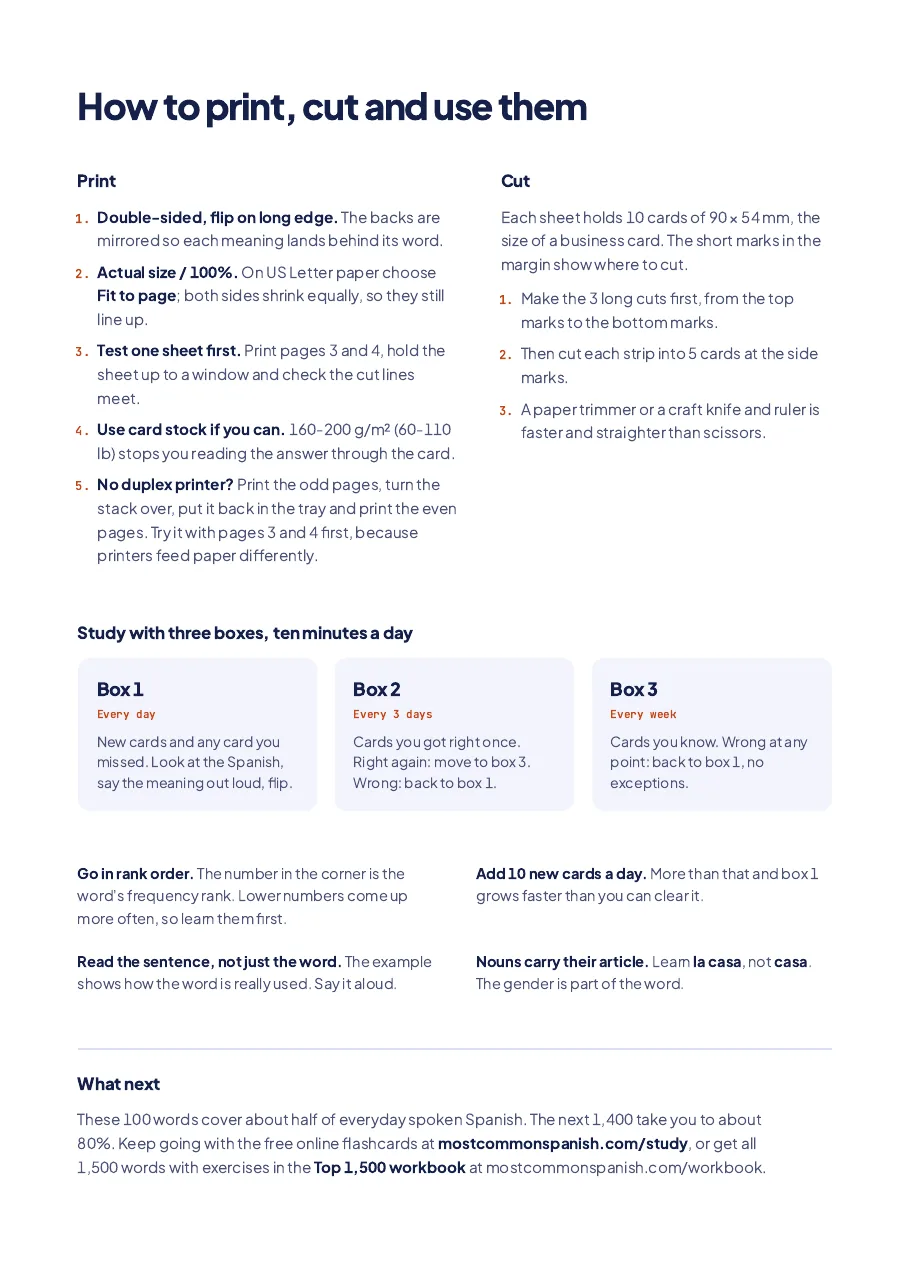 How to print, cut and use them
Print
1. Double-sided, flip on long edge. The backs are
mirrored so each meaning lands behind its word.
2. Actual size / 100%. On US Letter paper choose
Fit to page; both sides shrink equally, so they still
line up.
3. Test one sheet first. Print pages 3 and 4, hold the
sheet up to a window and check the cut lines
meet.
4. Use card stock if you can. 160–200 g/m² (60–110
lb) stops you reading the answer through the card.
5. No duplex printer? Print the odd pages, turn the
stack over, put it back in the tray and print the even
pages. Try it with pages 3 and 4 first, because
printers feed paper differently.
Cut
Each sheet holds 10 cards of 90 × 54 mm, the
size of a business card. The short marks in the
margin show where to cut.
1. Make the 3 long cuts first, from the top
marks to the bottom marks.
2. Then cut each strip into 5 cards at the side
marks.
3. A paper trimmer or a craft knife and ruler is
faster and straighter than scissors.
Study with three boxes, ten minutes a day
Box 1
Every day
New cards and any card you
missed. Look at the Spanish,
say the meaning out loud, flip.
Box 2
Every 3 days
Cards you got right once.
Right again: move to box 3.
Wrong: back to box 1.
Box 3
Every week
Cards you know. Wrong at any
point: back to box 1, no
exceptions.
Go in rank order. The number in the corner is the
word's frequency rank. Lower numbers come up
more often, so learn them first.
Add 10 new cards a day. More than that and box 1
grows faster than you can clear it.
Read the sentence, not just the word. The example
shows how the word is really used. Say it aloud.
Nouns carry their article. Learn la casa, not casa.
The gender is part of the word.
What next
These 100 words cover about half of everyday spoken Spanish. The next 1,400 take you to about
80%. Keep going with the free online flashcards at mostcommonspanish.com/study, or get all
1,500 words with exercises in the Top 1,500 workbook at mostcommonspanish.com/workbook.